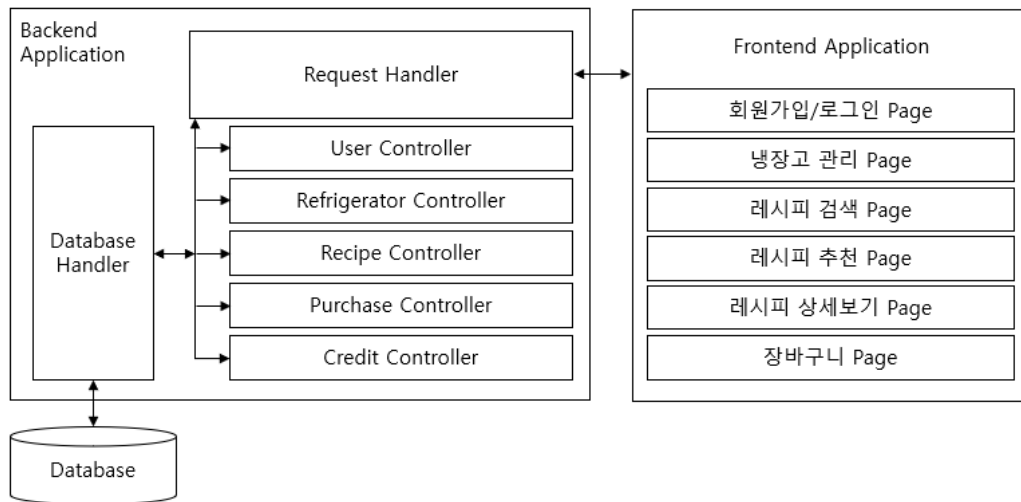 Backend
Application
Request Handler
User Controller
Refrigerator Controller
Recipe Controller
Purchase Controller
Credit Controller
Database
Handler
Database
Frontend Application
회원가입/로그인 Page
냉장고 관리 Page
레시피 검색 Page
레시피 추천 Page
레시피 상세보기 Page
장바구니 Page